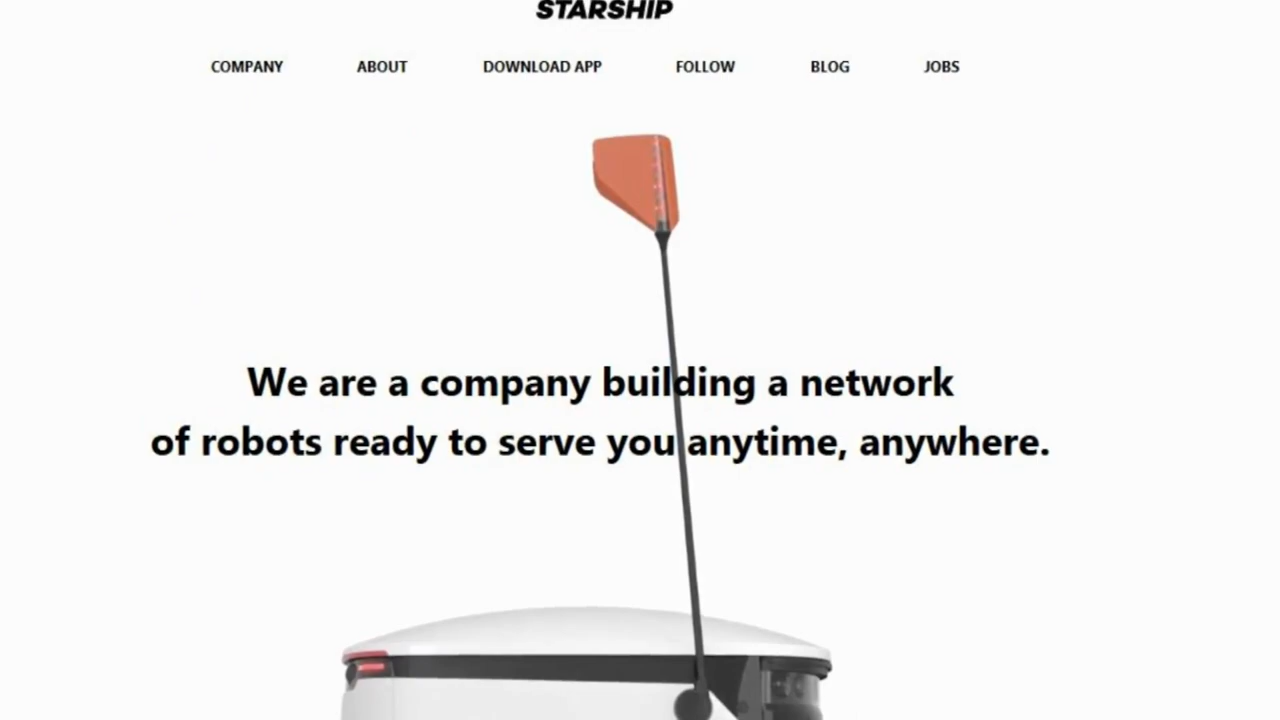 STARSHIP
COMPANY ABOUT DOWNLOAD APP FOLLOW BLOG JOBS
We are a company building a network
of robots ready to serve you anytime, anywhere.